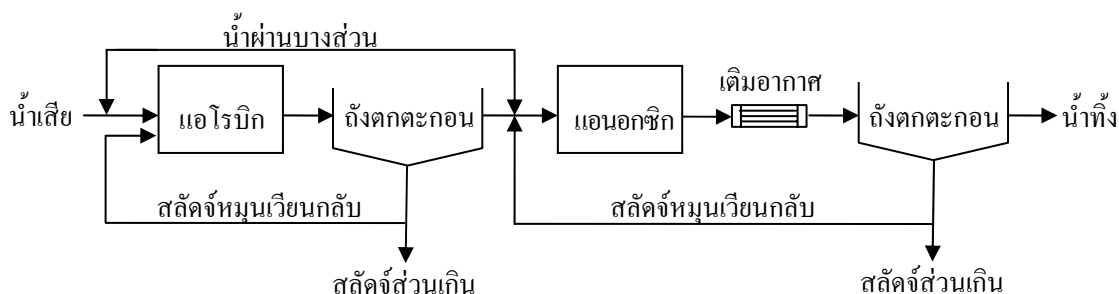 น้ำผ่านบางส่วน
น้ำเสีย
แอโรบิก
ถังตกตะกอน
แอนอกซิก
เติมอากาศ
ถังตกตะกอน
น้ำทิ้ง
สลัดจ์หมุนเวียนกลับ
สลัดจ์หมุนเวียนกลับ
สลัดจ์ส่วนเกิน
สลัดจ์ส่วนเกิน